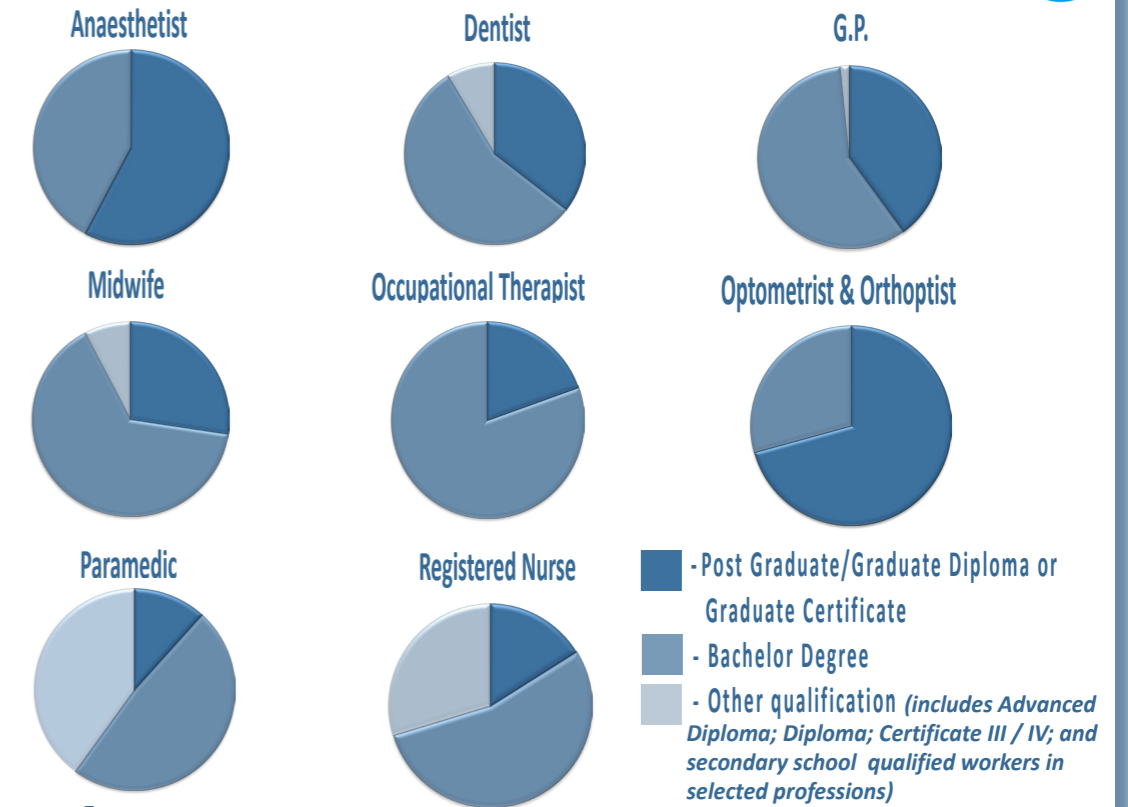 Anaesthetist
Dentist
G.P.
Midwife
Occupational Therapist
Optometrist & Orthoptist
Paramedic
Registered Nurse
- Post Graduate/Graduate Diploma or
Graduate Certificate
- Bachelor Degree
- Other qualification (includes Advanced
Diploma; Diploma; Certificate III / IV; and
secondary school qualified workers in
selected professions)